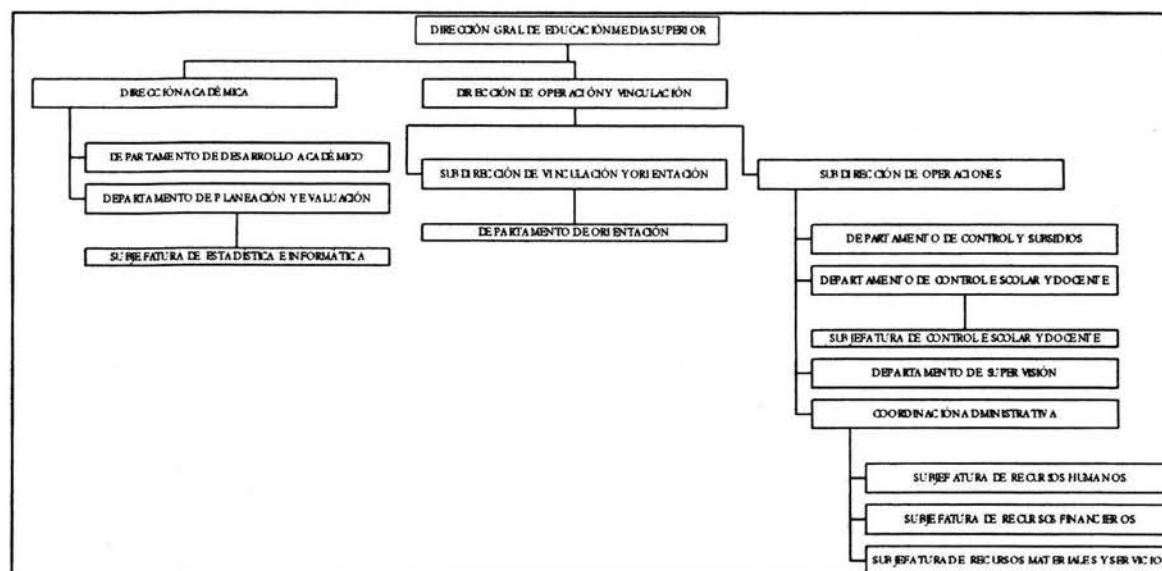 DIRECCIÓN GRAL DE EDUCACIÓN MEDIA SUPERIOR
DIRECCIÓN ACADÉMICA
DIRECCIÓN DE OPERACIÓN Y VINCULACIÓN
DEPARTAMENTO DE DESARROLLO ACADÉMICO
SUBDIRECCIÓN DE VINCULACIÓN Y ORIENTACIÓN
SUBDIRECCIÓN DE OPERACIONES
DEPARTAMENTO DE PLANEACIÓN Y EVALUACIÓN
DEPARTAMENTO DE ORIENTACIÓN
DEPARTAMENTO DE CONTROL Y SUBSIDIOS
SUBJEFATURA DE ESTADÍSTICA E INFORMÁTICA
DEPARTAMENTO DE CONTROL ESCOLAR Y DOCENTE
SUBJEFATURA DE CONTROL ESCOLAR Y DOCENTE
DEPARTAMENTO DE SUPERVISIÓN
COORDINACIÓN ADMINISTRATIVA
SUBJEFATURA DE RECURSOS HUMANOS
SUBJEFATURA DE RECURSOS FINANCIEROS
SUBJEFATURA DE RECURSOS MATERIALES Y SERVICIO